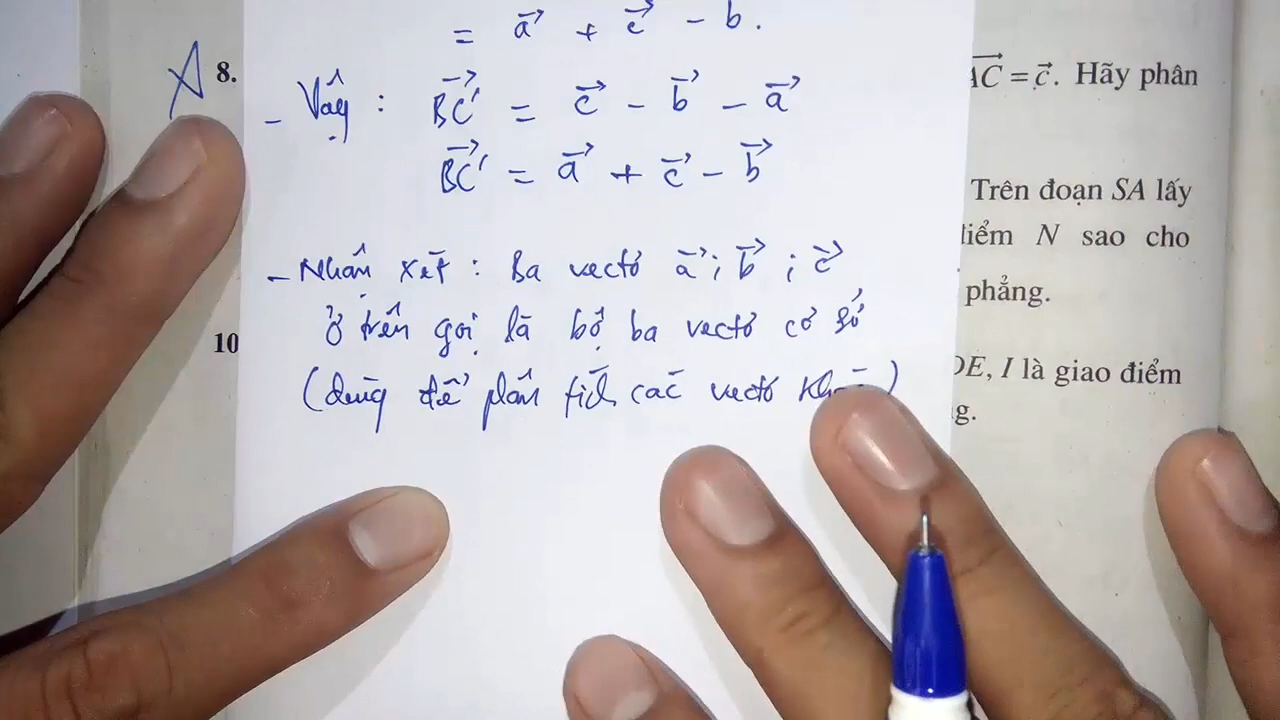 = a⃗ + c⃗ - b.
8.
AC⃗ = c⃗. Hãy phân
- Vậy : BC'⃗ = c⃗ - b⃗ - a⃗
BC'⃗ = a⃗ + c⃗ - b⃗
Trên đoạn SA lấy
điểm N sao cho
- Nhận xét : Ba vectơ a⃗ ; b⃗ ; c⃗
phẳng.
Ở trên gọi là bộ ba vectơ cơ sở
10
DE, I là giao điểm
(dùng để phân tích các vectơ khác)
g.